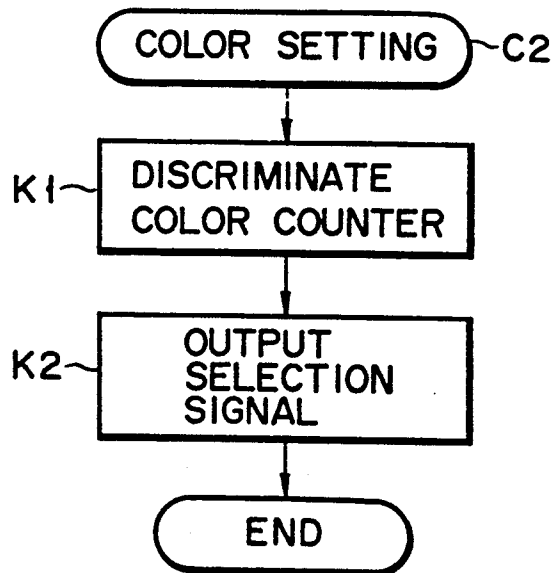 COLOR SETTING C2
K1 DISCRIMINATE
COLOR COUNTER
K2 OUTPUT
SELECTION
SIGNAL
END